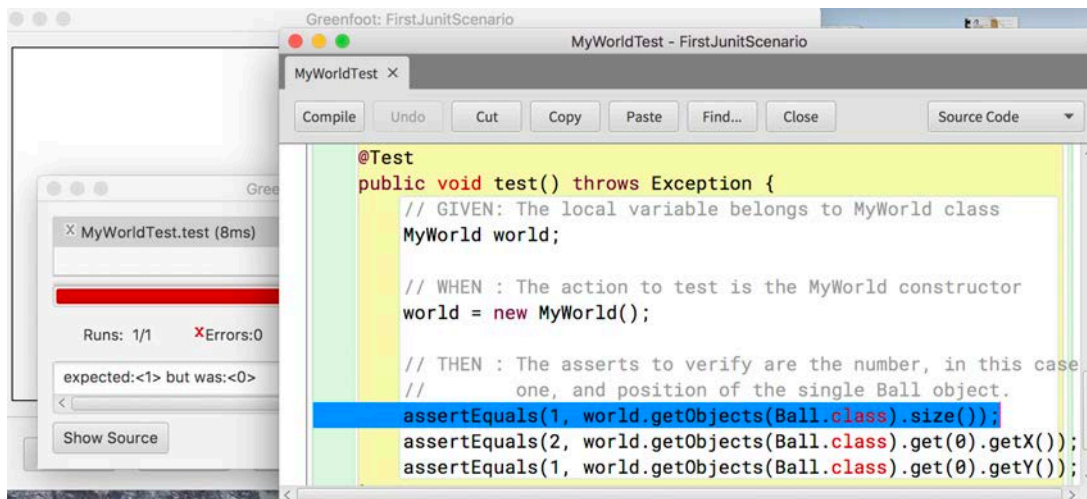 Greenfoot: FirstJunitScenario
MyWorldTest - FirstJunitScenario
MyWorldTest ×
Compile Undo Cut Copy Paste Find... Close Source Code
@Test
public void test() throws Exception {
// GIVEN: The local variable belongs to MyWorld class
MyWorld world;
// WHEN : The action to test is the MyWorld constructor
world = new MyWorld();
// THEN : The asserts to verify are the number, in this case
// one, and position of the single Ball object.
assertEquals(1, world.getObjects(Ball.class).size());
assertEquals(2, world.getObjects(Ball.class).get(0).getX());
assertEquals(1, world.getObjects(Ball.class).get(0).getY());
Gree
X MyWorldTest.test (8ms)
Runs: 1/1 XErrors:0
expected:<1> but was:<0>
Show Source